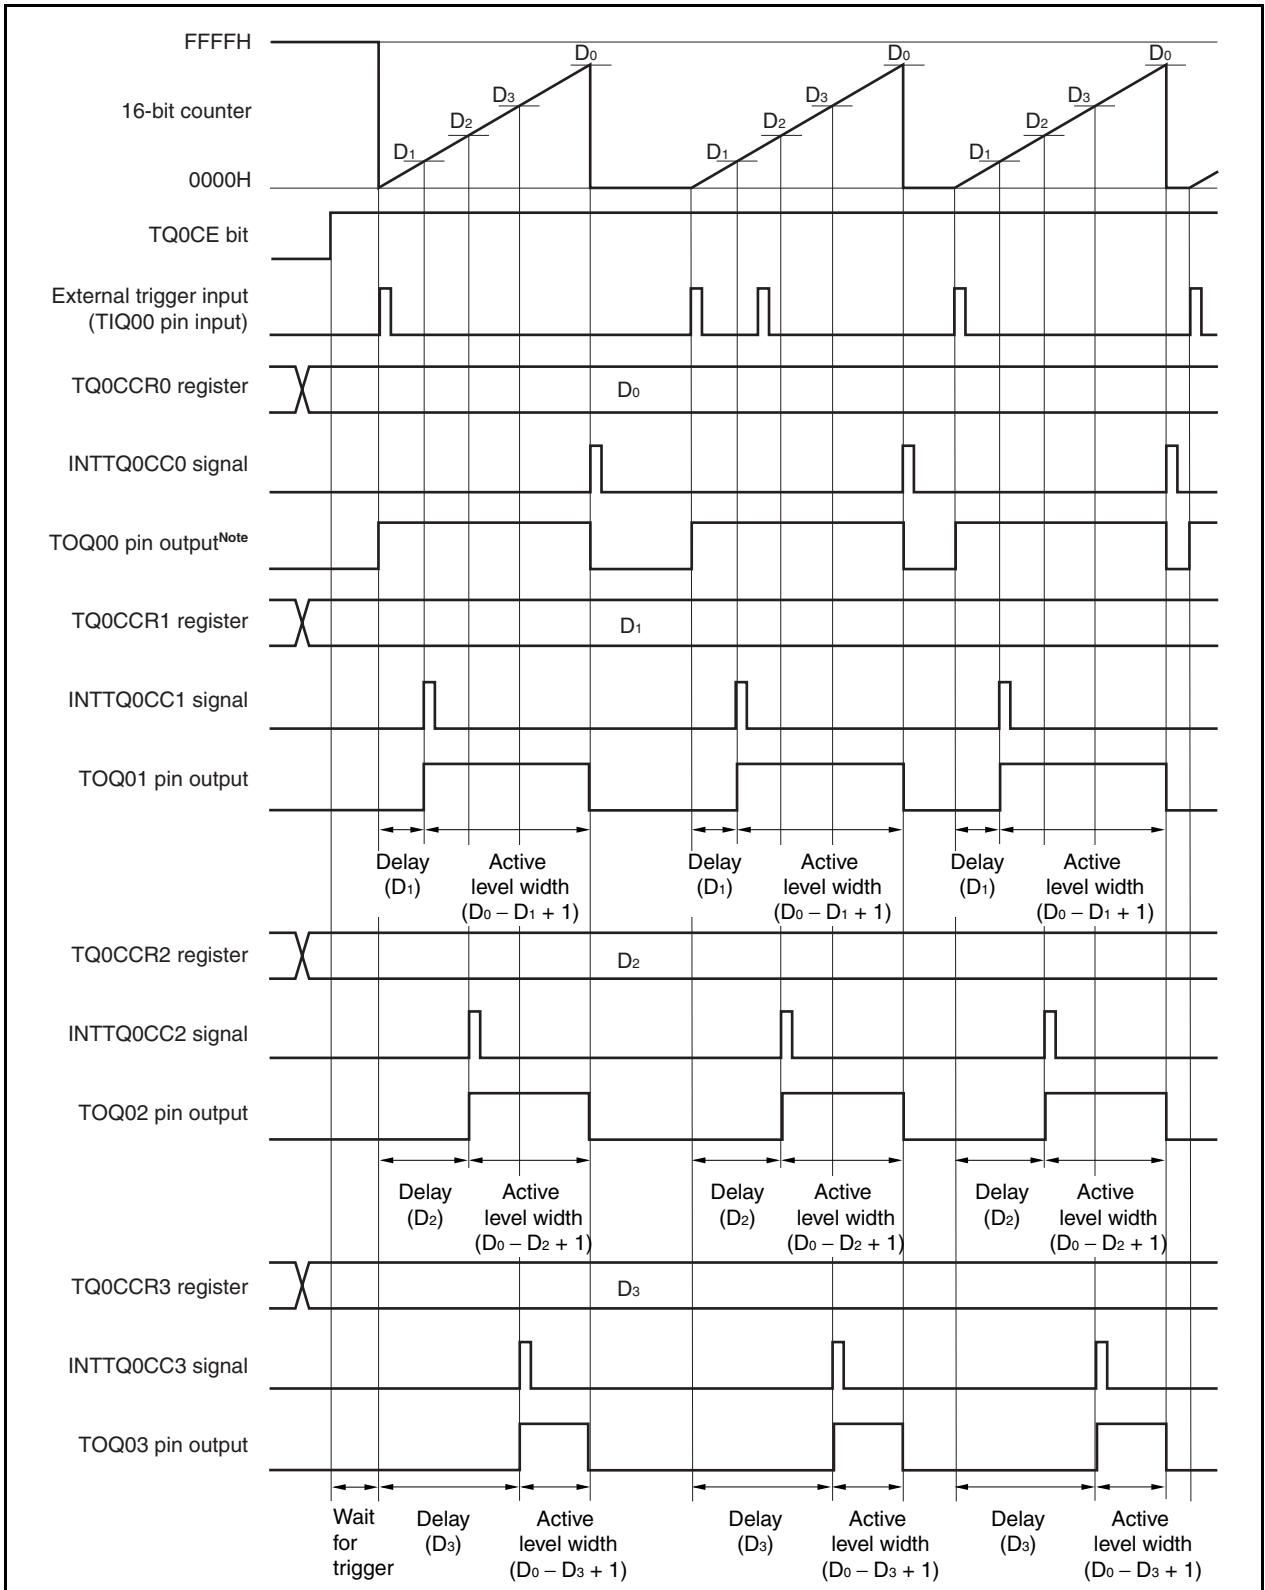 FFFFH
D0 D0 D0
D3 D3 D3
16-bit counter
D2 D2 D2
D1 D1 D1
0000H
TQ0CE bit
External trigger input
(TIQ00 pin input)
TQ0CCR0 register
D0
INTTQ0CC0 signal
TOQ00 pin outputNote
TQ0CCR1 register
D1
INTTQ0CC1 signal
TOQ01 pin output
Delay Active Delay Active Delay Active
(D1) level width (D1) level width (D1) level width
(D0 – D1 + 1) (D0 – D1 + 1) (D0 – D1 + 1)
TQ0CCR2 register
D2
INTTQ0CC2 signal
TOQ02 pin output
Delay Active Delay Active Delay Active
(D2) level width (D2) level width (D2) level width
(D0 – D2 + 1) (D0 – D2 + 1) (D0 – D2 + 1)
TQ0CCR3 register
D3
INTTQ0CC3 signal
TOQ03 pin output
Wait Delay Active Delay Active Delay Active
for (D3) level width (D3) level width (D3) level width
trigger (D0 – D3 + 1) (D0 – D3 + 1) (D0 – D3 + 1)